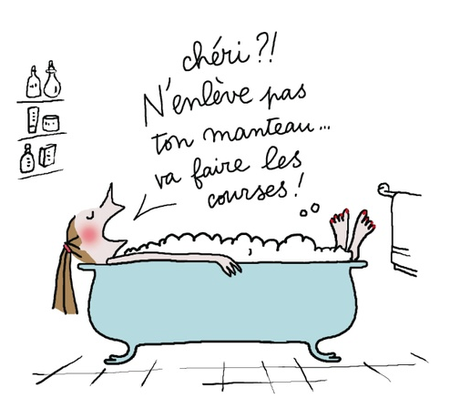 chéri ?!
N'enlève pas
ton manteau...
va faire les
courses !